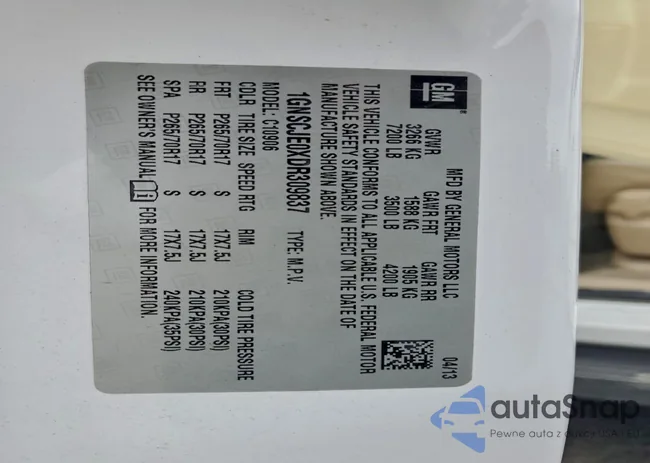 GM
MFD BY GENERAL MOTORS LLC
04/13
GVWR GAWR FRT GAWR RR
3266 KG 1588 KG 1905 KG
7200 LB 3500 LB 4200 LB
THIS VEHICLE CONFORMS TO ALL APPLICABLE U.S. FEDERAL MOTOR
VEHICLE SAFETY STANDARDS IN EFFECT ON THE DATE OF
MANUFACTURE SHOWN ABOVE.
1GNSCJE0XDR309837 TYPE: M.P.V.
MODEL: C10906
CDLR TIRE SIZE SPEED RTG RIM COLD TIRE PRESSURE
FRT P265/70R17 S 17X7.5J 210KPA(30PSI)
RR P265/70R17 S 17X7.5J 210KPA(30PSI)
SPA P265/70R17 S 17X7.5J 240KPA(35PSI)
SEE OWNER'S MANUAL FOR MORE INFORMATION.
autaSnap
Pewne auta z aukcji USA i EU